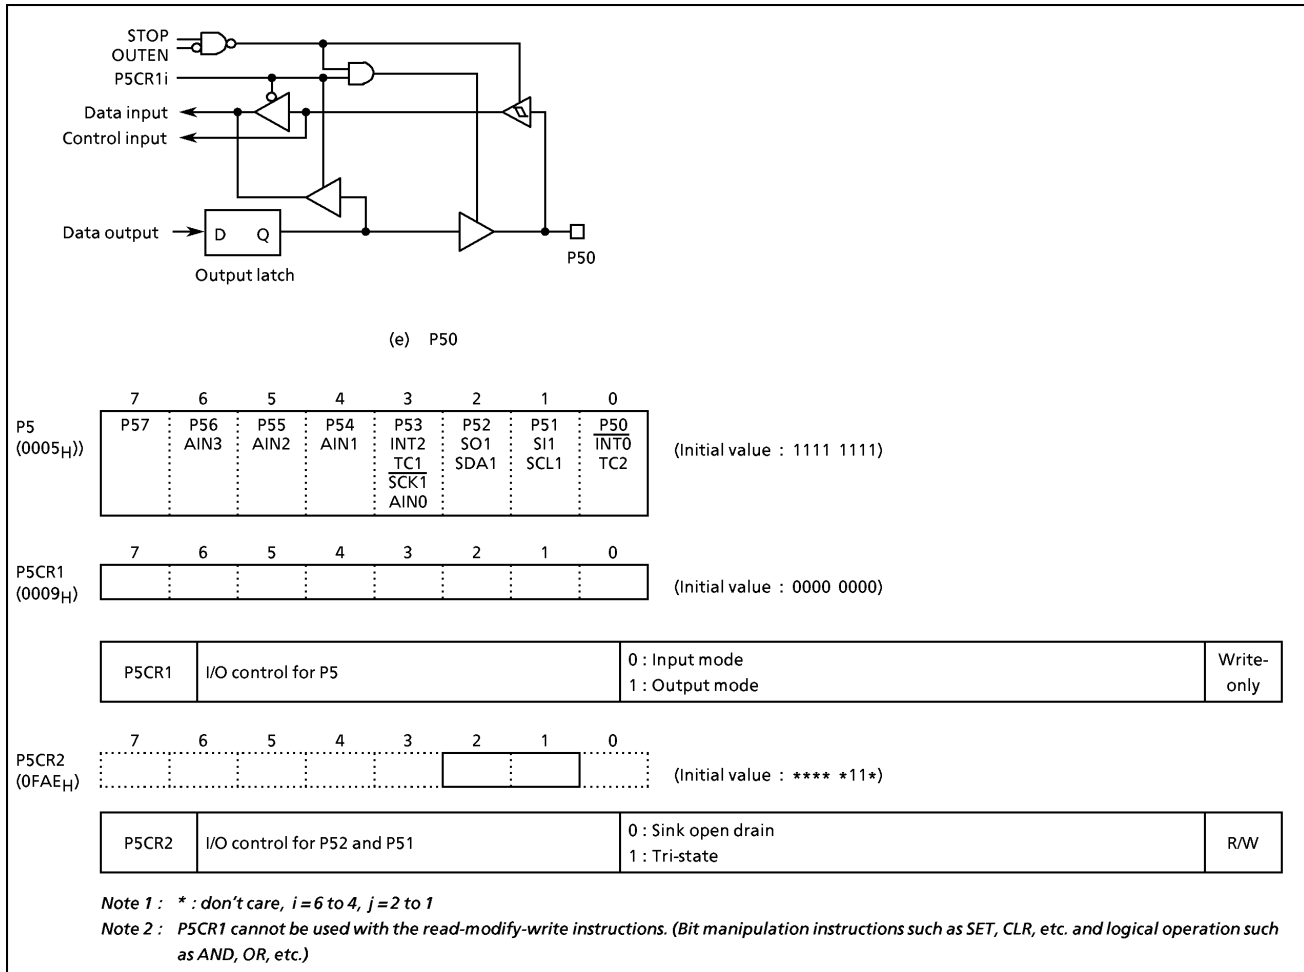 STOP
OUTEN
P5CR1i
Data input
Control input
Data output
D Q
P50
Output latch
(e) P50
7 6 5 4 3 2 1 0
P5
(0005H))
P57 P56 P55 P54 P53 P52 P51 P50
AIN3 AIN2 AIN1 INT2 SO1 SI1 INT0
TC1 SDA1 SCL1 TC2
SCK1
AIN0
(Initial value : 1111 1111)
7 6 5 4 3 2 1 0
P5CR1
(0009H)
(Initial value : 0000 0000)
P5CR1 I/O control for P5
0 : Input mode
1 : Output mode
Write-
only
7 6 5 4 3 2 1 0
P5CR2
(0FAEH)
(Initial value : **** *11*)
P5CR2 I/O control for P52 and P51
0 : Sink open drain
1 : Tri-state
R/W
Note 1 : * : don't care, i = 6 to 4, j = 2 to 1
Note 2 : P5CR1 cannot be used with the read-modify-write instructions. (Bit manipulation instructions such as SET, CLR, etc. and logical operation such
as AND, OR, etc.)